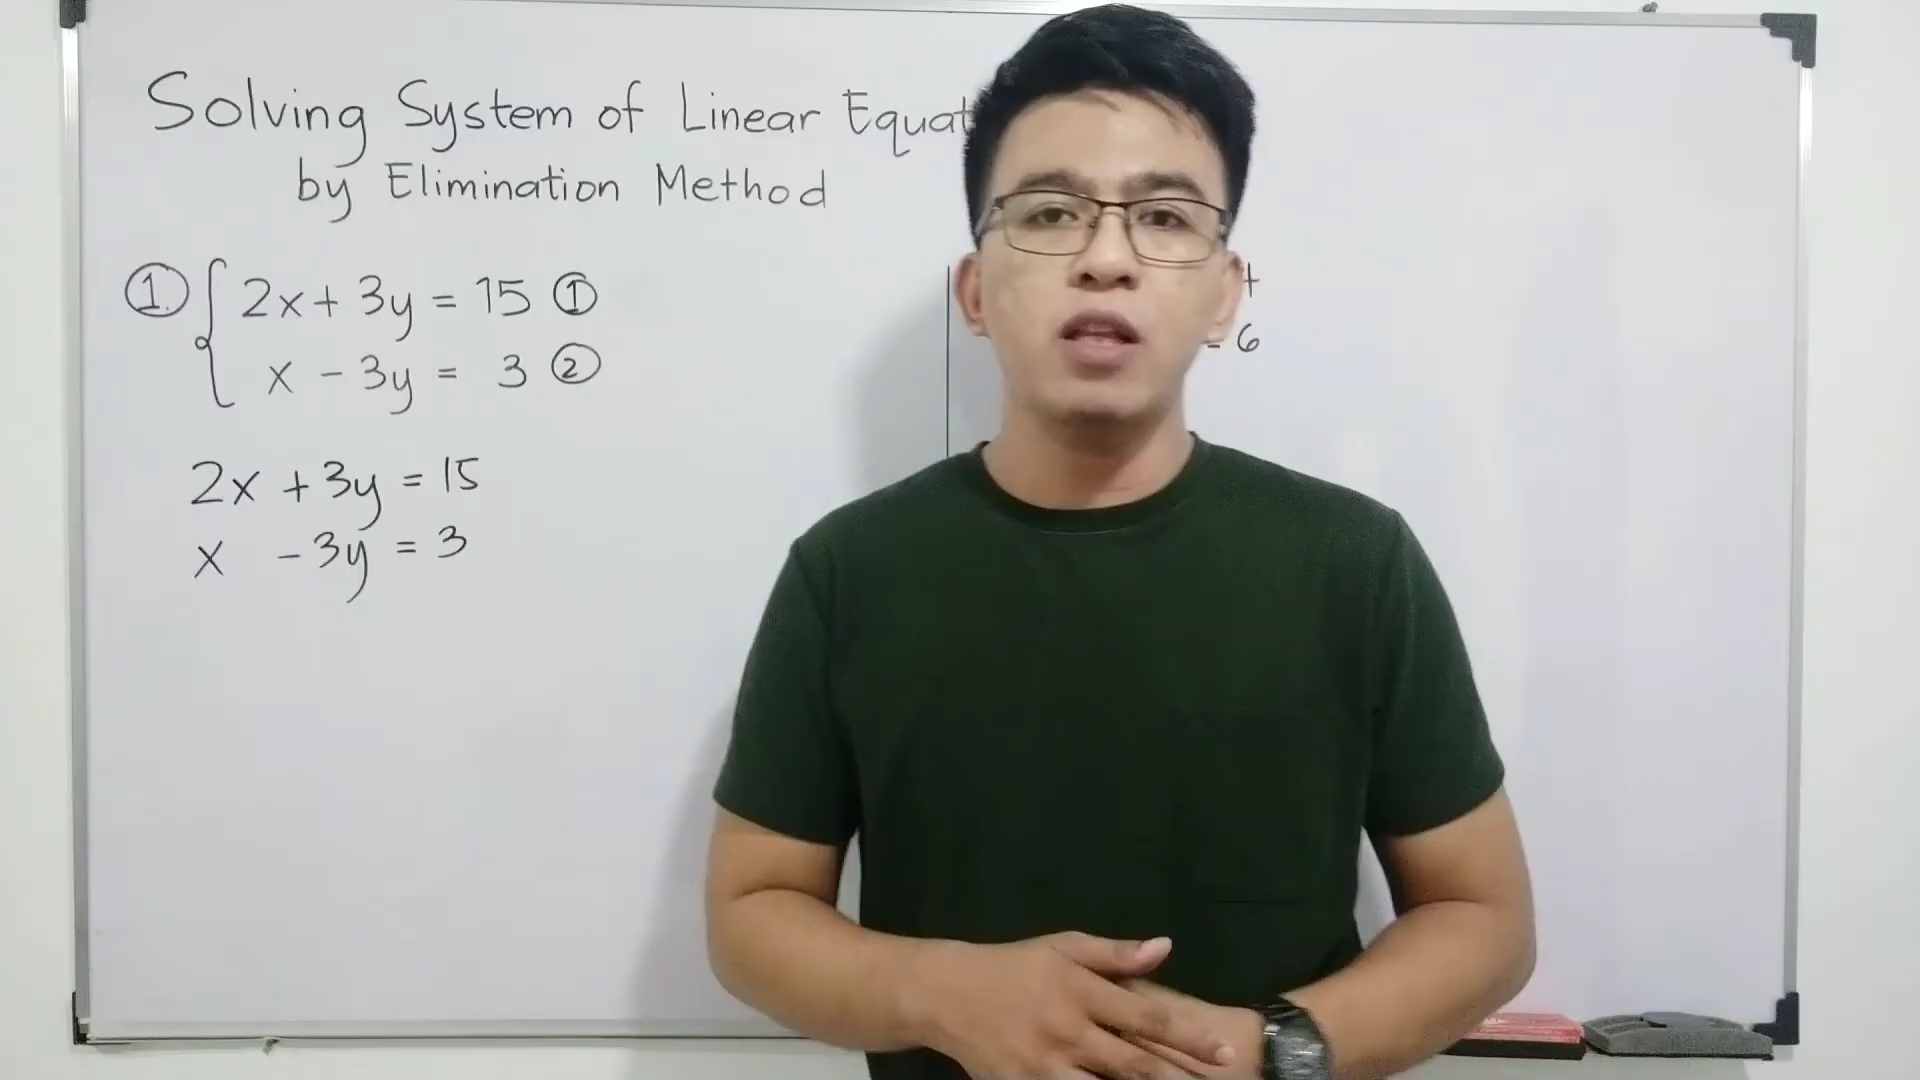 Solving System of Linear Equat
by Elimination Method
① { 2x + 3y = 15 ①
x - 3y = 3 ②
2x + 3y = 15
x - 3y = 3
= 6